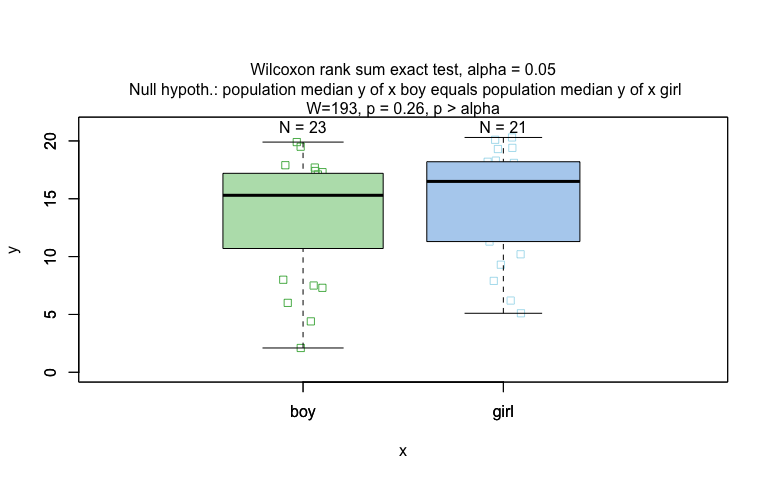 Wilcoxon rank sum exact test, alpha = 0.05
Null hypoth.: population median y of x boy equals population median y of x girl
W=193, p = 0.26, p > alpha
N = 23 N = 21
20
15
10
5
0
y
boy girl
x